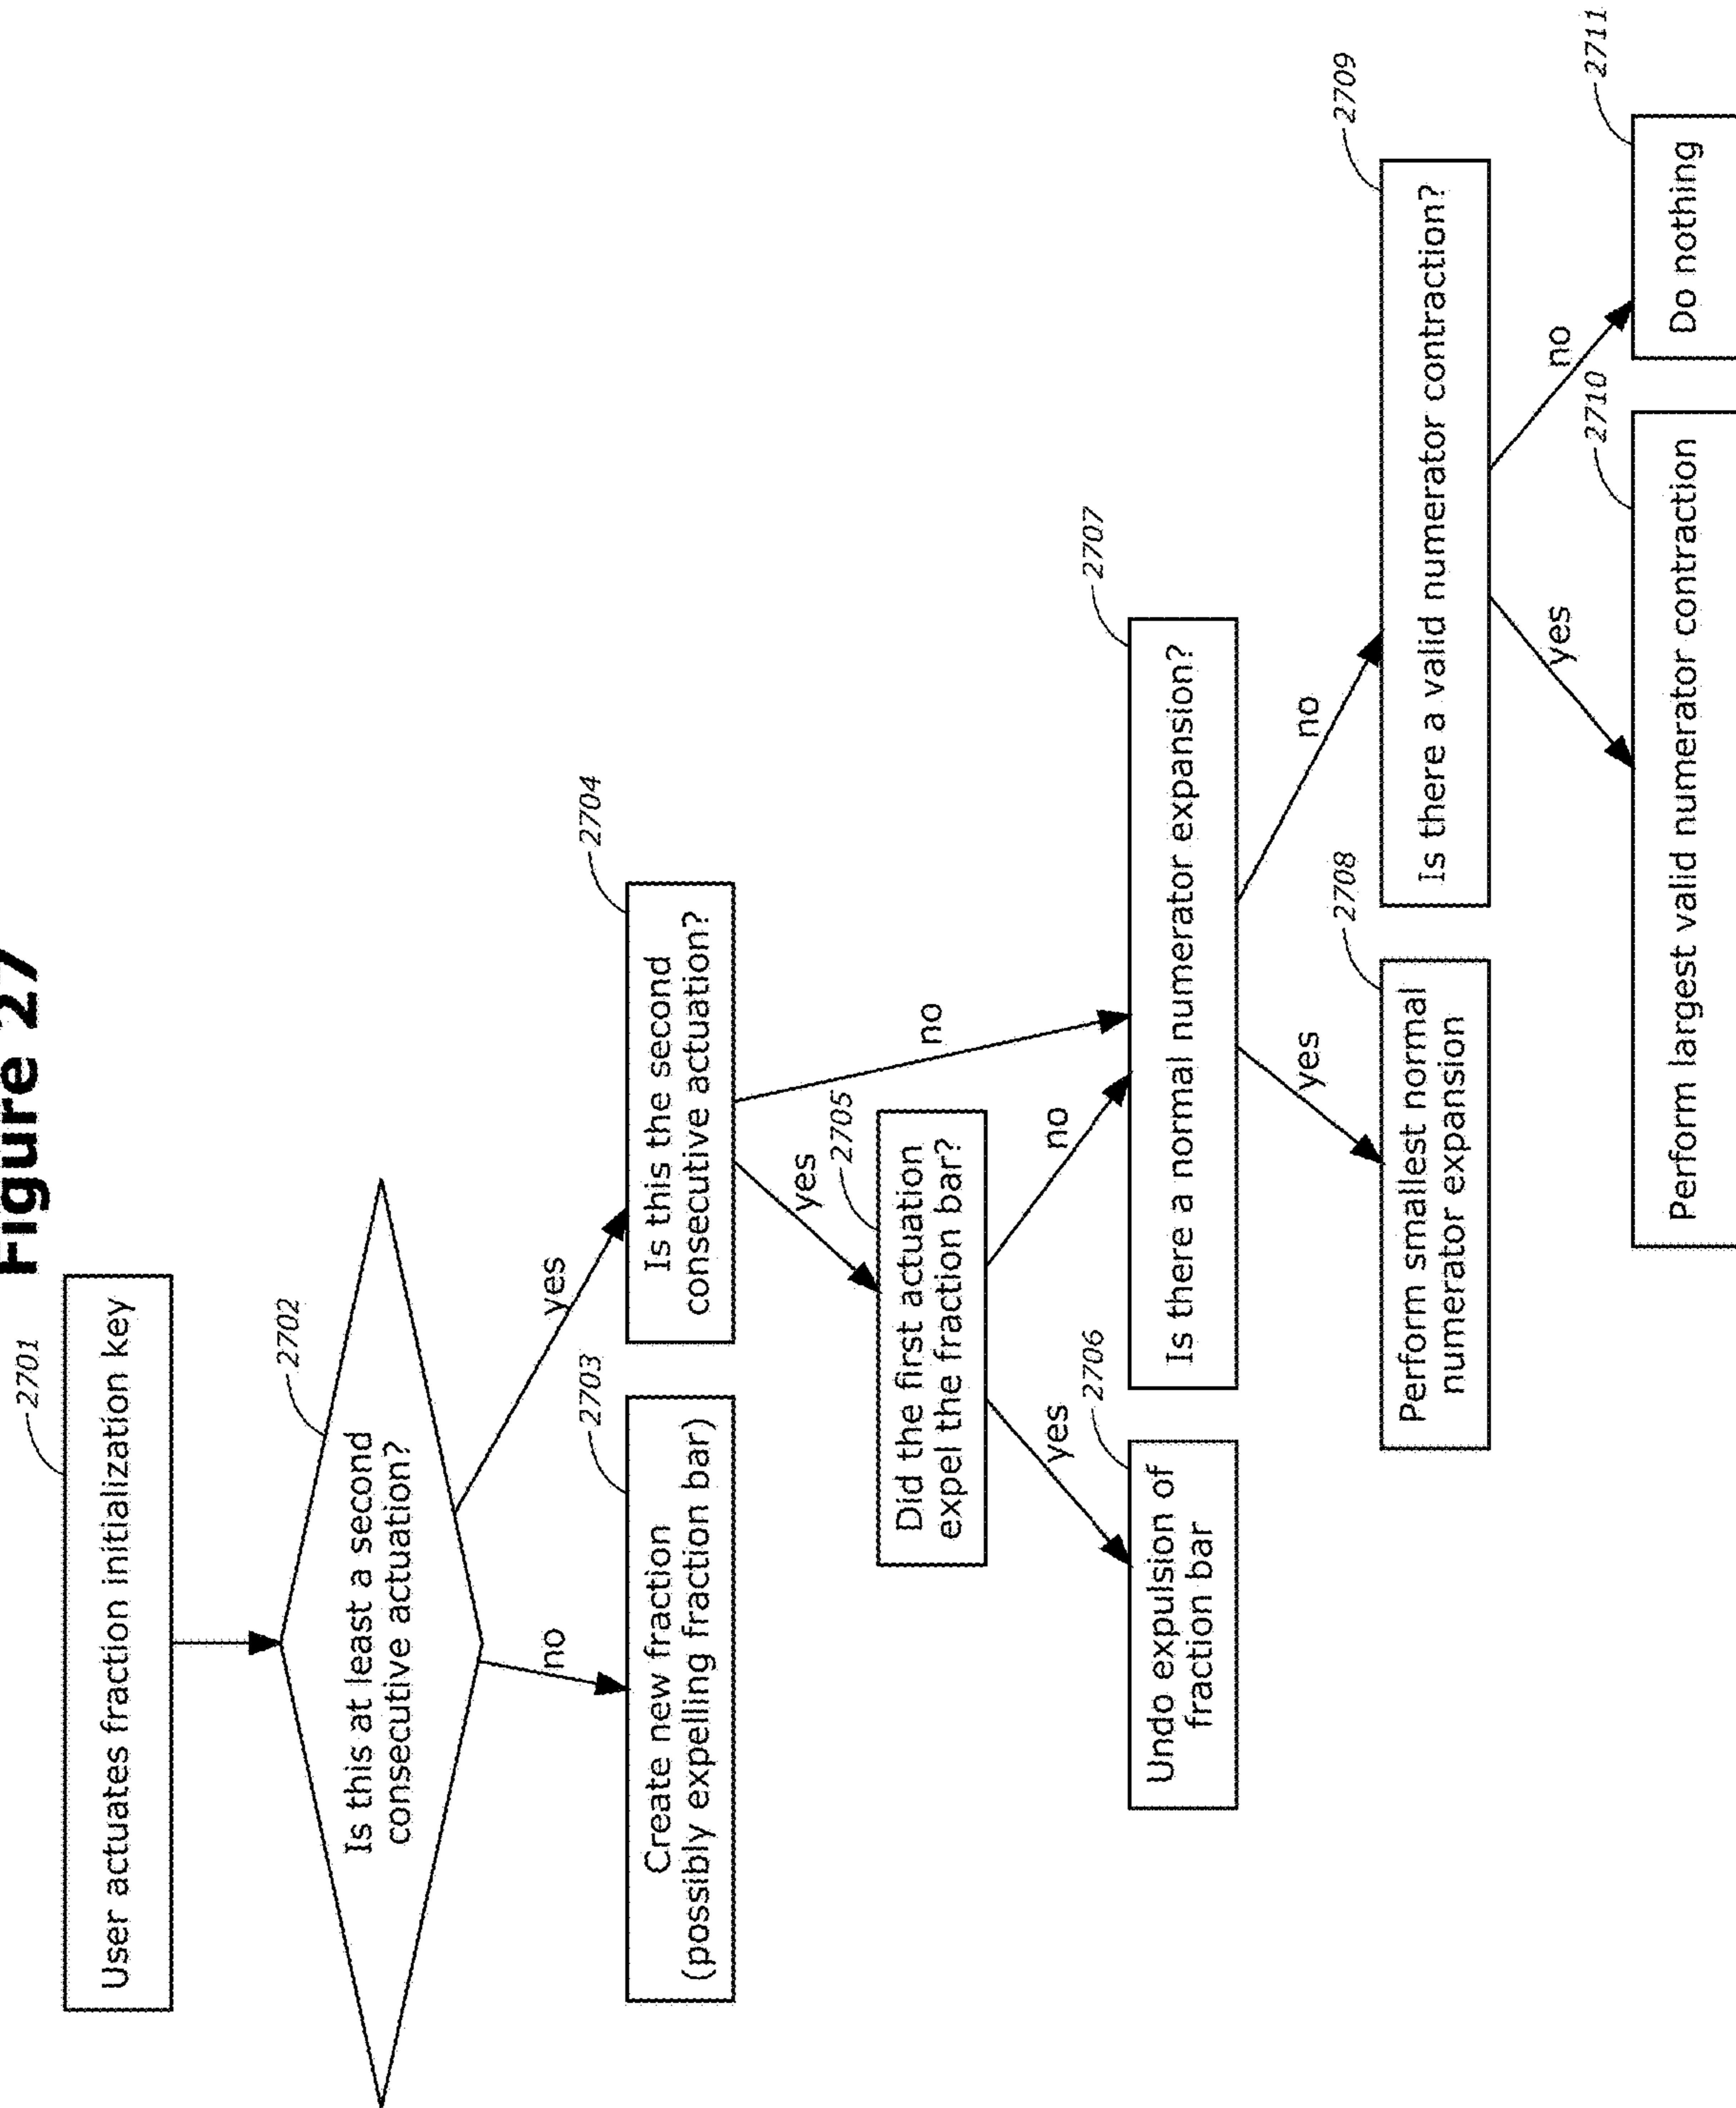 Figure 27
2701
User actuates fraction initialization key
2702
Is this at least a second
consecutive actuation?
no
yes
2703
Create new fraction
(possibly expelling fraction bar)
2704
Is this the second
consecutive actuation?
yes
no
2705
Did the first actuation
expel the fraction bar?
yes
no
2706
Undo expulsion of
fraction bar
2707
Is there a normal numerator expansion?
yes
no
2708
Perform smallest normal
numerator expansion
2709
Is there a valid numerator contraction?
yes
no
2710
Perform largest valid numerator contraction
2711
Do nothing